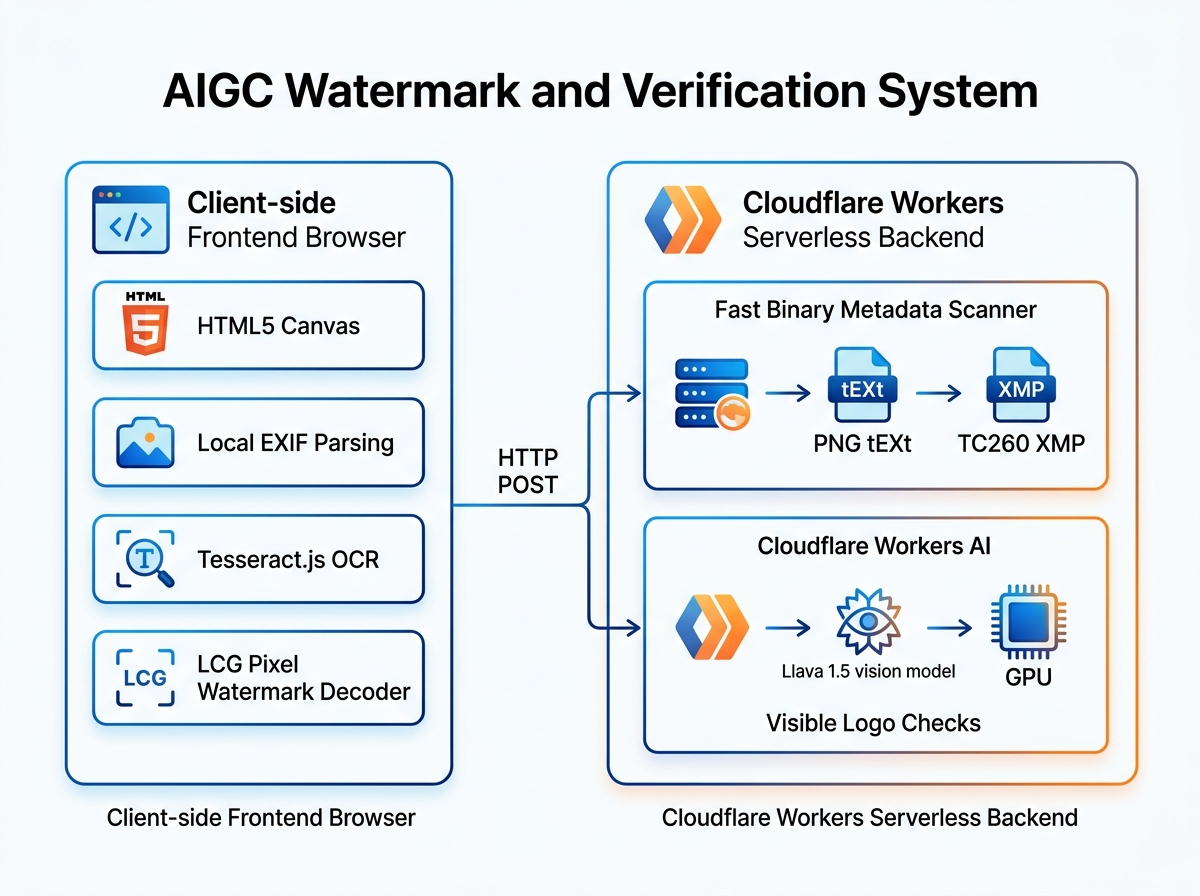 AIGC Watermark and Verification System
</>
Client-side
Frontend Browser
HTML
5
HTML5 Canvas
Local EXIF Parsing
T
Tesseract.js OCR
LCG
LCG Pixel
Watermark Decoder
Client-side Frontend Browser
HTTP
POST
Cloudflare Workers
Serverless Backend
Fast Binary Metadata Scanner
tEXt
XMP
PNG tEXt
TC260 XMP
Cloudflare Workers AI
Llava 1.5 vision model
GPU
Visible Logo Checks
Cloudflare Workers Serverless Backend